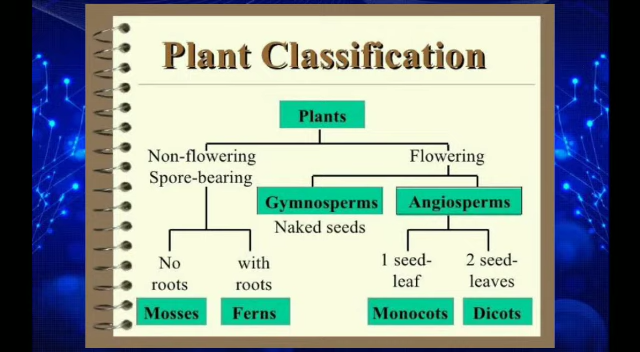 Plant Classification
Plants
Non-flowering
Spore-bearing
Flowering
Gymnosperms
Angiosperms
Naked seeds
No
roots
with
roots
1 seed-
leaf
2 seed-
leaves
Mosses
Ferns
Monocots
Dicots